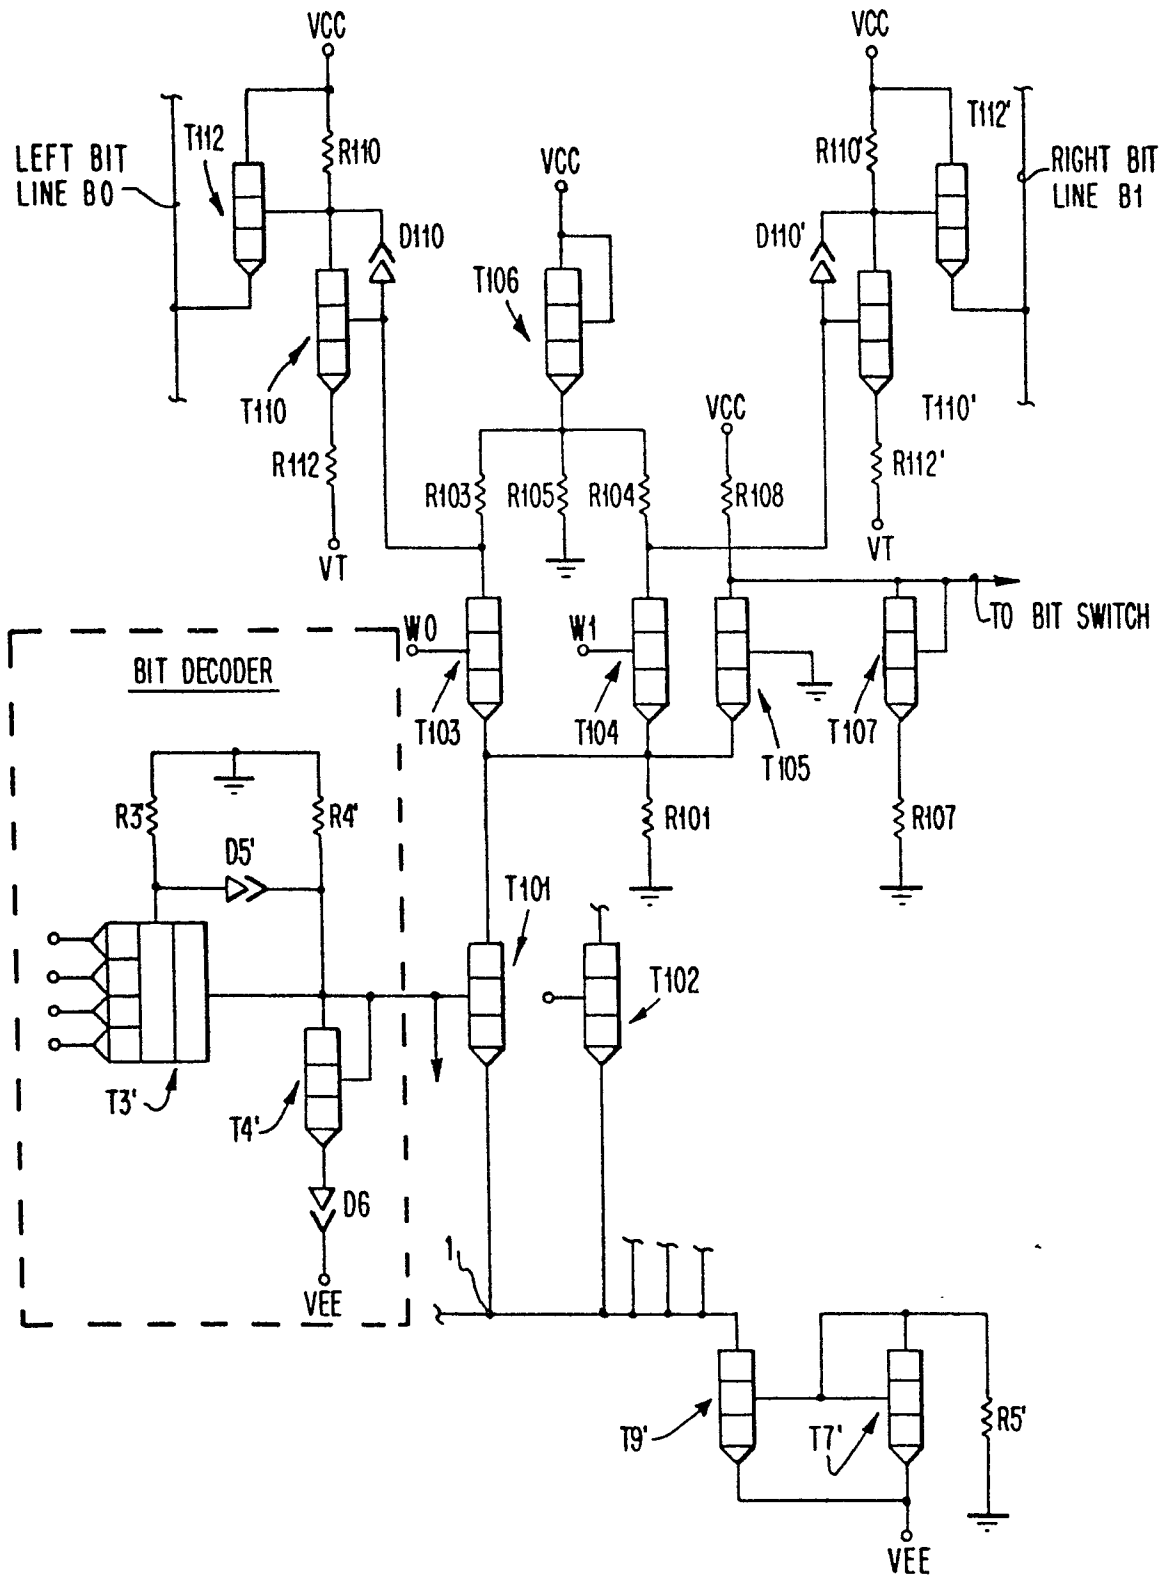 VCC
VCC
T112
R110
LEFT BIT
LINE B0
D110
VCC
R110'
T112'
RIGHT BIT
LINE B1
D110'
T106
T110
VCC
T110'
R112
R103
R105
R104
R108
R112'
VT
VT
W0
W1
TO BIT SWITCH
BIT DECODER
T103
T104
T105
T107
R3'
R4'
R101
R107
D5'
T101
T102
T3'
T4'
D6
1
VEE
T9'
T7'
R5'
VEE